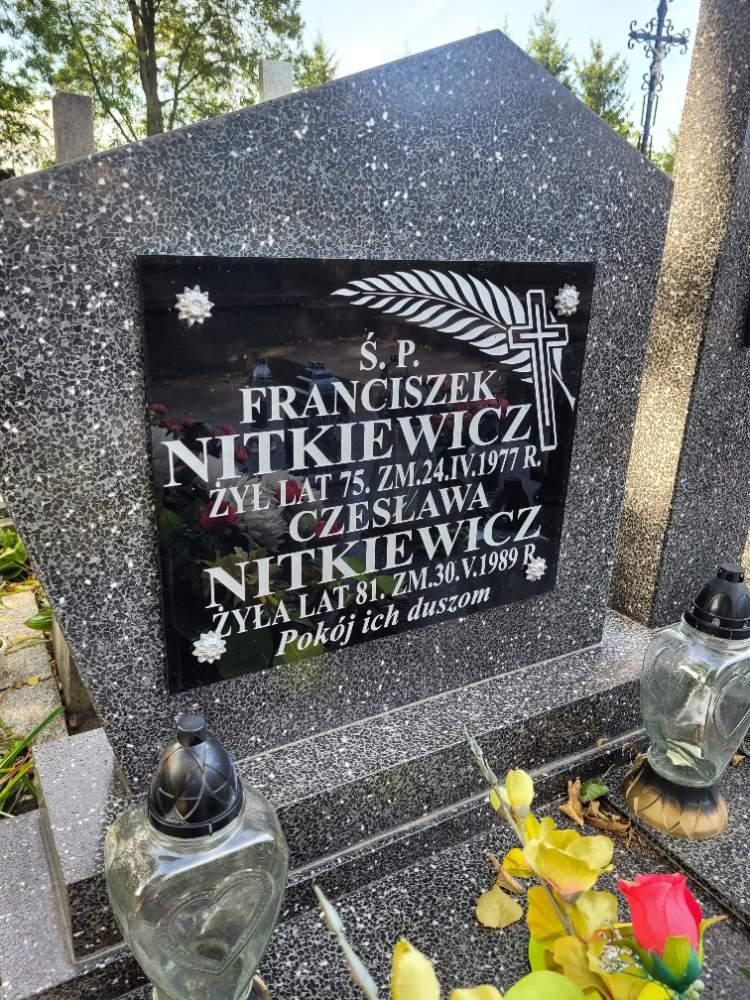 Ś. P.
FRANCISZEK
NITKIEWICZ
ŻYŁ LAT 75. ZM.24.IV.1977 R.
CZESŁAWA
NITKIEWICZ
ŻYŁA LAT 81. ZM.30.V.1989 R.
Pokój ich duszom